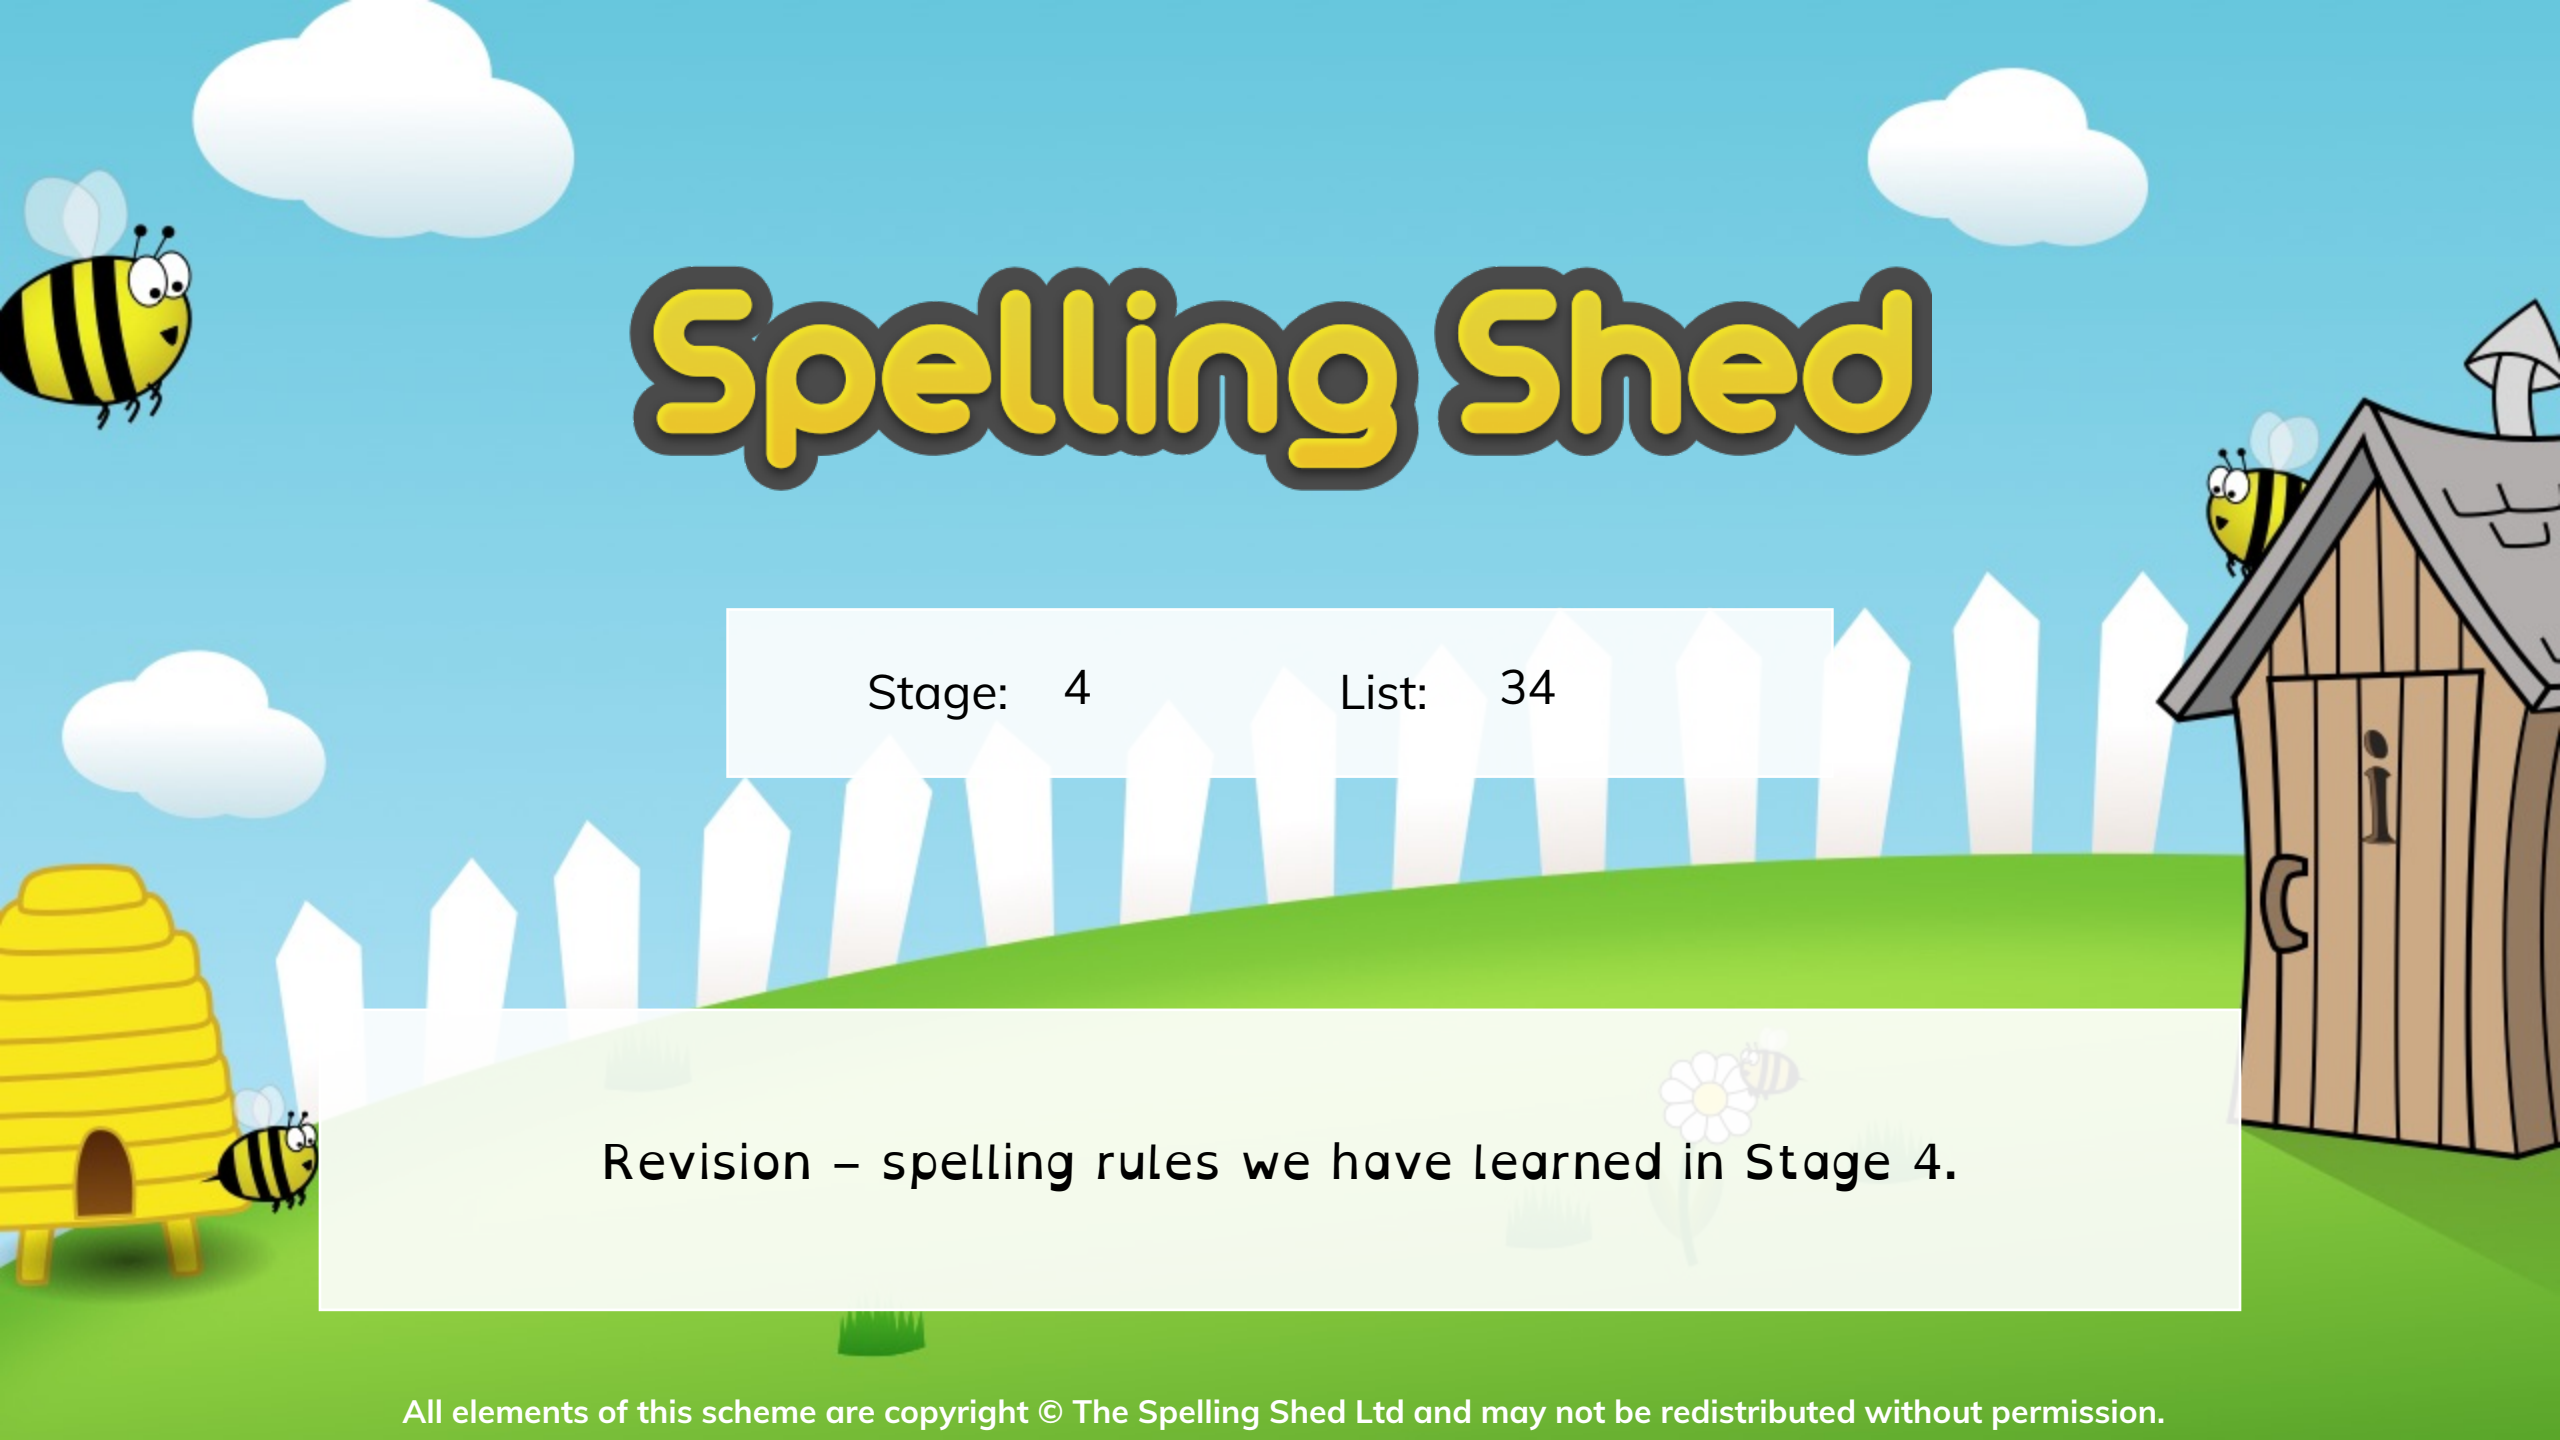 Spelling Shed
Stage: 4 List: 34
i
Revision – spelling rules we have learned in Stage 4.
All elements of this scheme are copyright © The Spelling Shed Ltd and may not be redistributed without permission.